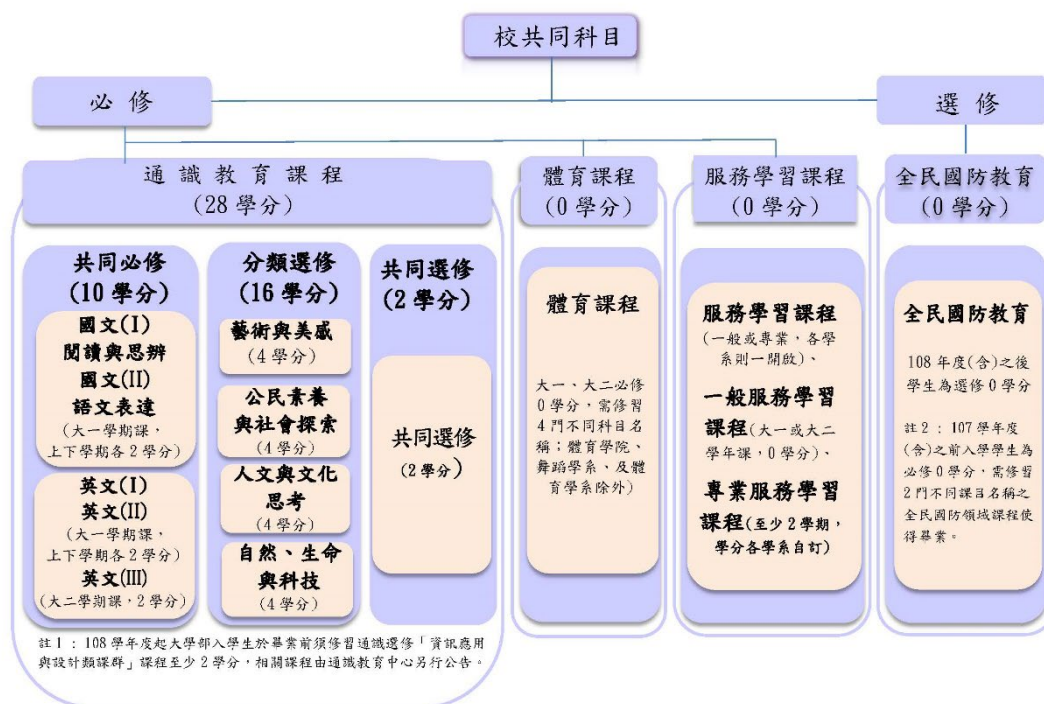 校共同科目
必 修
選 修
通 識 教 育 課 程
(28 學分)
體育課程
(0 學分)
服務學習課程
(0 學分)
全民國防教育
(0 學分)
共同必修
(10 學分)
國文(I)
閱讀與思辨
國文(II)
語文表達
(大一學期課，
上下學期各 2 學分)
英文(I)
英文(II)
(大一學期課，
上下學期各 2 學分)
英文(III)
(大二學期課，2 學分)
分類選修
(16 學分)
藝術與美感
(4 學分)
公民素養
與社會探索
(4 學分)
人文與文化
思考
(4 學分)
自然、生命
與科技
(4 學分)
共同選修
(2 學分)
共同選修
(2 學分)
註 1 : 108 學年度起大學部入學生於畢業前須修習通識選修「資訊應用
與設計類課群」課程至少 2 學分，相關課程由通識教育中心另行公告。
體育課程
大一、大二必修
0 學分，需修習
4 門不同科目名
稱；體育學院、
舞蹈學系、及體
育學系除外)
服務學習課程
(一般或專業，各學
系則一開啟)、
一般服務學習
課程(大一或大二
學年課，0 學分)、
專業服務學習
課程(至少 2 學期，
學分各學系自訂)
全民國防教育
108 年度(含)之後
學生為選修 0 學分
註 2 : 107 學年度
(含)之前入學學生為
必修 0 學分，需修習
2 門不同課目名稱之
全民國防領域課程使
得畢業。